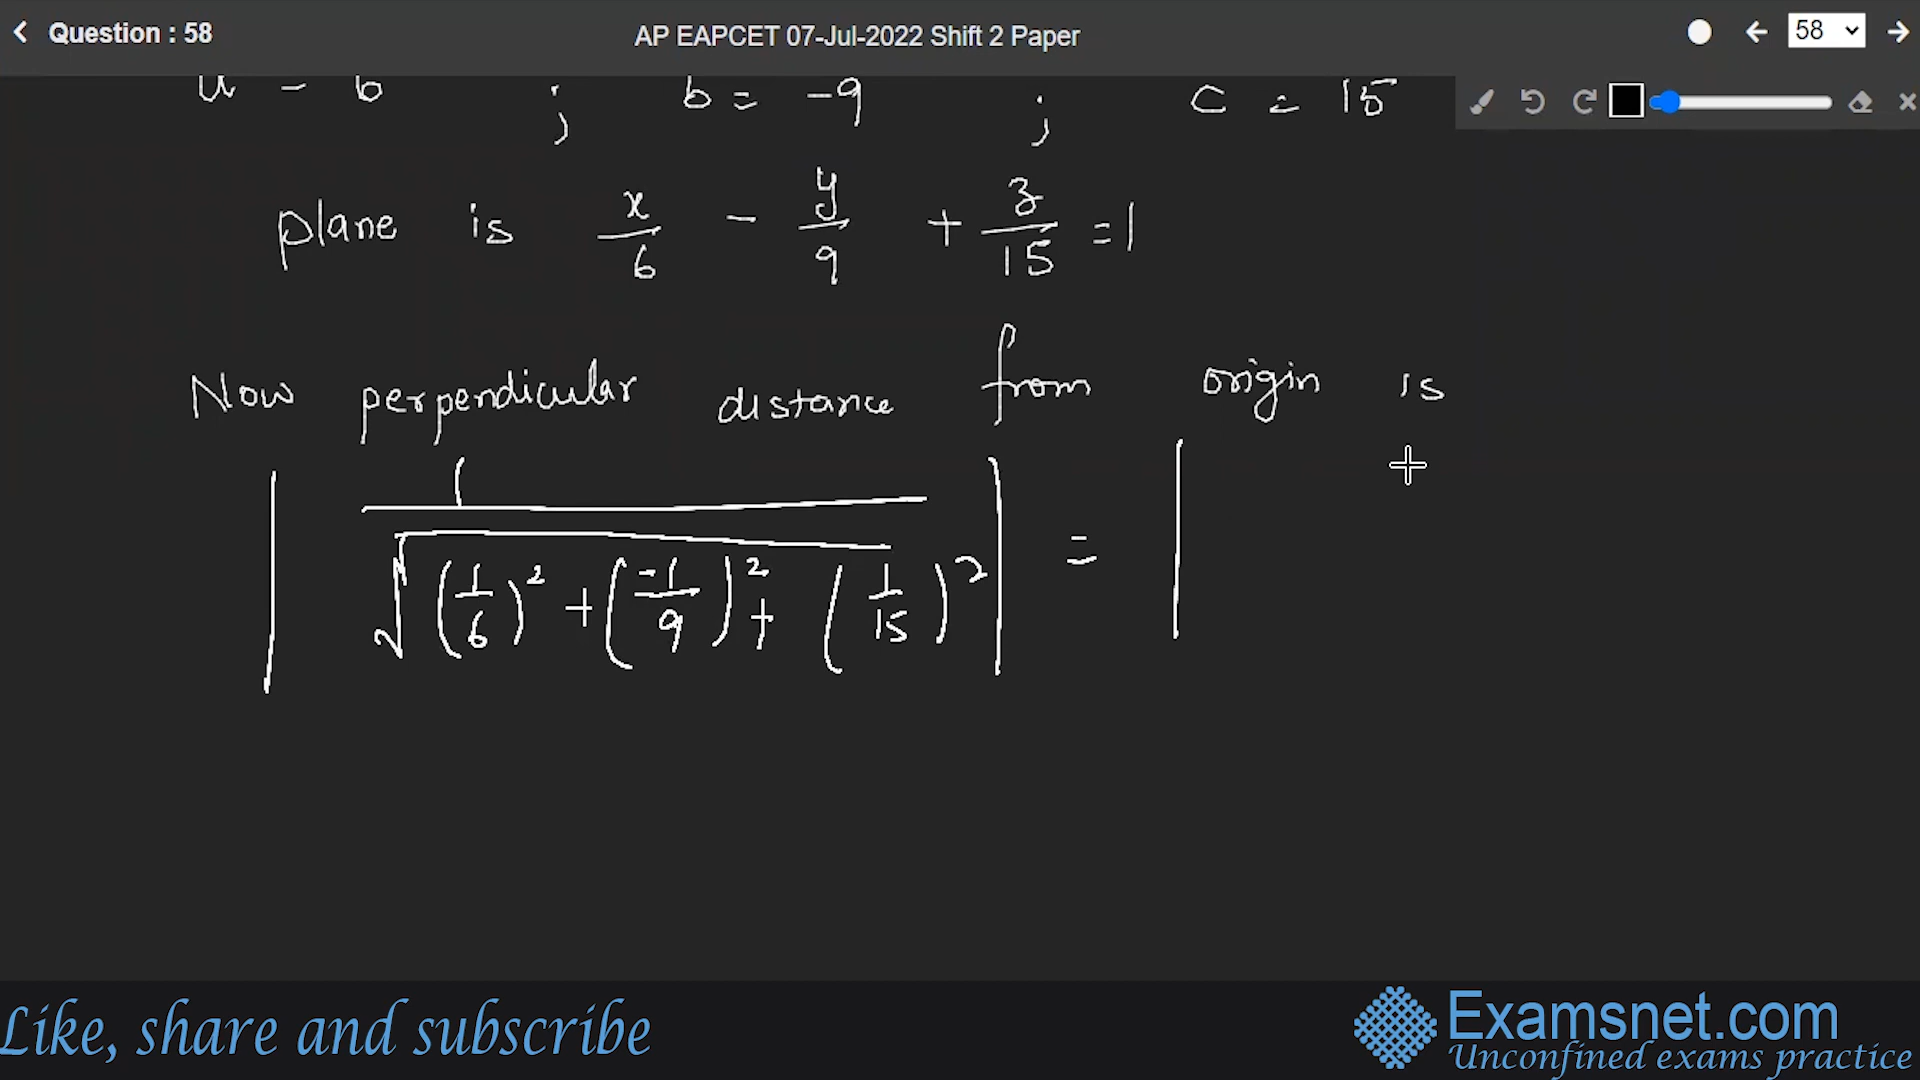 Question : 58 AP EAPCET 07-Jul-2022 Shift 2 Paper 58
a = 6 ; b = -9 ; c = 15
plane is x/6 - y/9 + z/15 = 1
Now perpendicular distance from origin is
| 1/√((1/6)² + (-1/9)² + (1/15)²) | = |
Like, share and subscribe
Examsnet.com
Unconfined exams practice